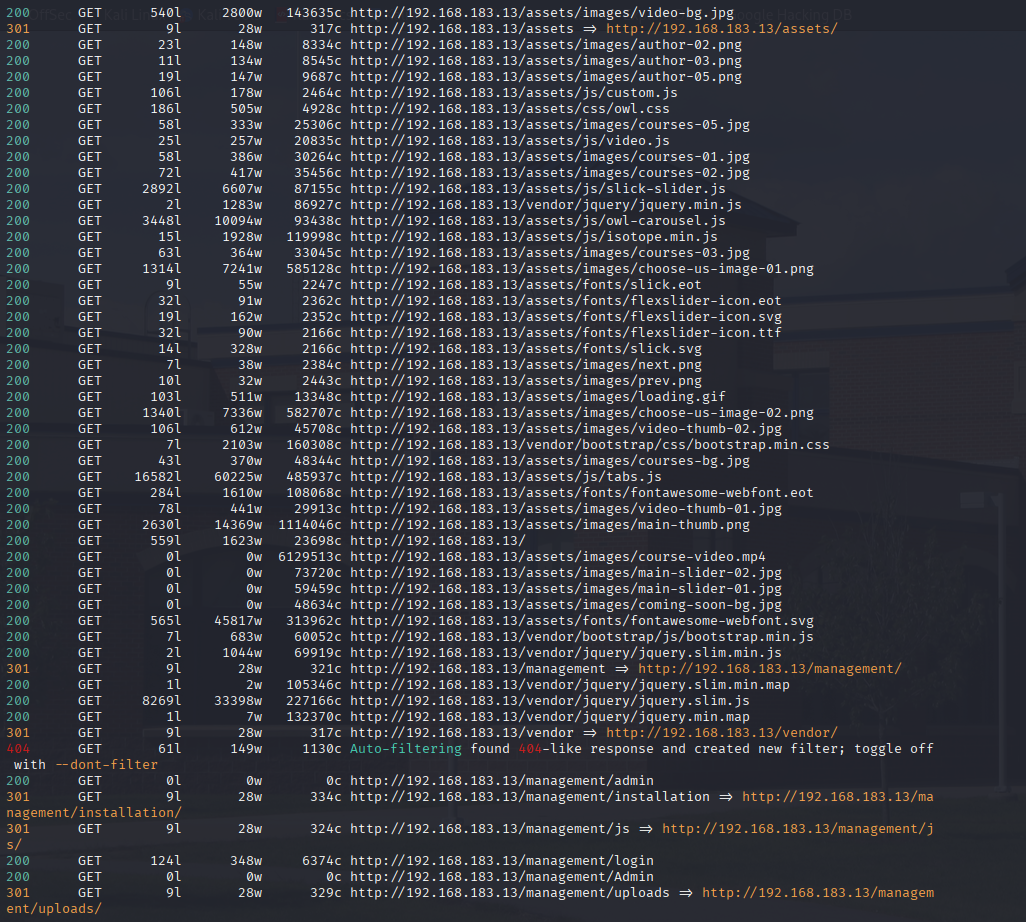 200 GET 540l 2800w 143635c http://192.168.183.13/assets/images/video-bg.jpg
301 GET 9l 28w 317c http://192.168.183.13/assets => http://192.168.183.13/assets/
200 GET 23l 148w 8334c http://192.168.183.13/assets/images/author-02.png
200 GET 11l 134w 8545c http://192.168.183.13/assets/images/author-03.png
200 GET 19l 147w 9687c http://192.168.183.13/assets/images/author-05.png
200 GET 106l 178w 2464c http://192.168.183.13/assets/js/custom.js
200 GET 186l 505w 4928c http://192.168.183.13/assets/css/owl.css
200 GET 58l 333w 25306c http://192.168.183.13/assets/images/courses-05.jpg
200 GET 25l 257w 20835c http://192.168.183.13/assets/js/video.js
200 GET 58l 386w 30264c http://192.168.183.13/assets/images/courses-01.jpg
200 GET 72l 417w 35456c http://192.168.183.13/assets/images/courses-02.jpg
200 GET 2892l 6607w 87155c http://192.168.183.13/assets/js/slick-slider.js
200 GET 2l 1283w 86927c http://192.168.183.13/vendor/jquery/jquery.min.js
200 GET 3448l 10094w 93438c http://192.168.183.13/assets/js/owl-carousel.js
200 GET 15l 1928w 119998c http://192.168.183.13/assets/js/isotope.min.js
200 GET 63l 364w 33045c http://192.168.183.13/assets/images/courses-03.jpg
200 GET 1314l 7241w 585128c http://192.168.183.13/assets/images/choose-us-image-01.png
200 GET 9l 55w 2247c http://192.168.183.13/assets/fonts/slick.eot
200 GET 32l 91w 2362c http://192.168.183.13/assets/fonts/flexslider-icon.eot
200 GET 19l 162w 2352c http://192.168.183.13/assets/fonts/flexslider-icon.svg
200 GET 32l 90w 2166c http://192.168.183.13/assets/fonts/flexslider-icon.ttf
200 GET 14l 328w 2166c http://192.168.183.13/assets/fonts/slick.svg
200 GET 7l 38w 2384c http://192.168.183.13/assets/images/next.png
200 GET 10l 32w 2443c http://192.168.183.13/assets/images/prev.png
200 GET 103l 511w 13348c http://192.168.183.13/assets/images/loading.gif
200 GET 1340l 7336w 582707c http://192.168.183.13/assets/images/choose-us-image-02.png
200 GET 106l 612w 45708c http://192.168.183.13/assets/images/video-thumb-02.jpg
200 GET 7l 2103w 160308c http://192.168.183.13/vendor/bootstrap/css/bootstrap.min.css
200 GET 43l 370w 48344c http://192.168.183.13/assets/images/courses-bg.jpg
200 GET 16582l 60225w 485937c http://192.168.183.13/assets/js/tabs.js
200 GET 284l 1610w 108068c http://192.168.183.13/assets/fonts/fontawesome-webfont.eot
200 GET 78l 441w 29913c http://192.168.183.13/assets/images/video-thumb-01.jpg
200 GET 2630l 14369w 1114046c http://192.168.183.13/assets/images/main-thumb.png
200 GET 559l 1623w 23698c http://192.168.183.13/
200 GET 0l 0w 6129513c http://192.168.183.13/assets/images/course-video.mp4
200 GET 0l 0w 73720c http://192.168.183.13/assets/images/main-slider-02.jpg
200 GET 0l 0w 59459c http://192.168.183.13/assets/images/main-slider-01.jpg
200 GET 0l 0w 48634c http://192.168.183.13/assets/images/coming-soon-bg.jpg
200 GET 565l 45817w 313962c http://192.168.183.13/assets/fonts/fontawesome-webfont.svg
200 GET 7l 683w 60052c http://192.168.183.13/vendor/bootstrap/js/bootstrap.min.js
200 GET 2l 1044w 69919c http://192.168.183.13/vendor/jquery/jquery.slim.min.js
301 GET 9l 28w 321c http://192.168.183.13/management => http://192.168.183.13/management/
200 GET 1l 2w 105346c http://192.168.183.13/vendor/jquery/jquery.slim.min.map
200 GET 8269l 33398w 227166c http://192.168.183.13/vendor/jquery/jquery.slim.js
200 GET 1l 7w 132370c http://192.168.183.13/vendor/jquery/jquery.min.map
301 GET 9l 28w 317c http://192.168.183.13/vendor => http://192.168.183.13/vendor/
404 GET 61l 149w 1130c Auto-filtering found 404-like response and created new filter; toggle off
with --dont-filter
200 GET 0l 0w 0c http://192.168.183.13/management/admin
301 GET 9l 28w 334c http://192.168.183.13/management/installation => http://192.168.183.13/ma
nagement/installation/
301 GET 9l 28w 324c http://192.168.183.13/management/js => http://192.168.183.13/management/j
s/
200 GET 124l 348w 6374c http://192.168.183.13/management/login
200 GET 0l 0w 0c http://192.168.183.13/management/Admin
301 GET 9l 28w 329c http://192.168.183.13/management/uploads => http://192.168.183.13/managem
ent/uploads/